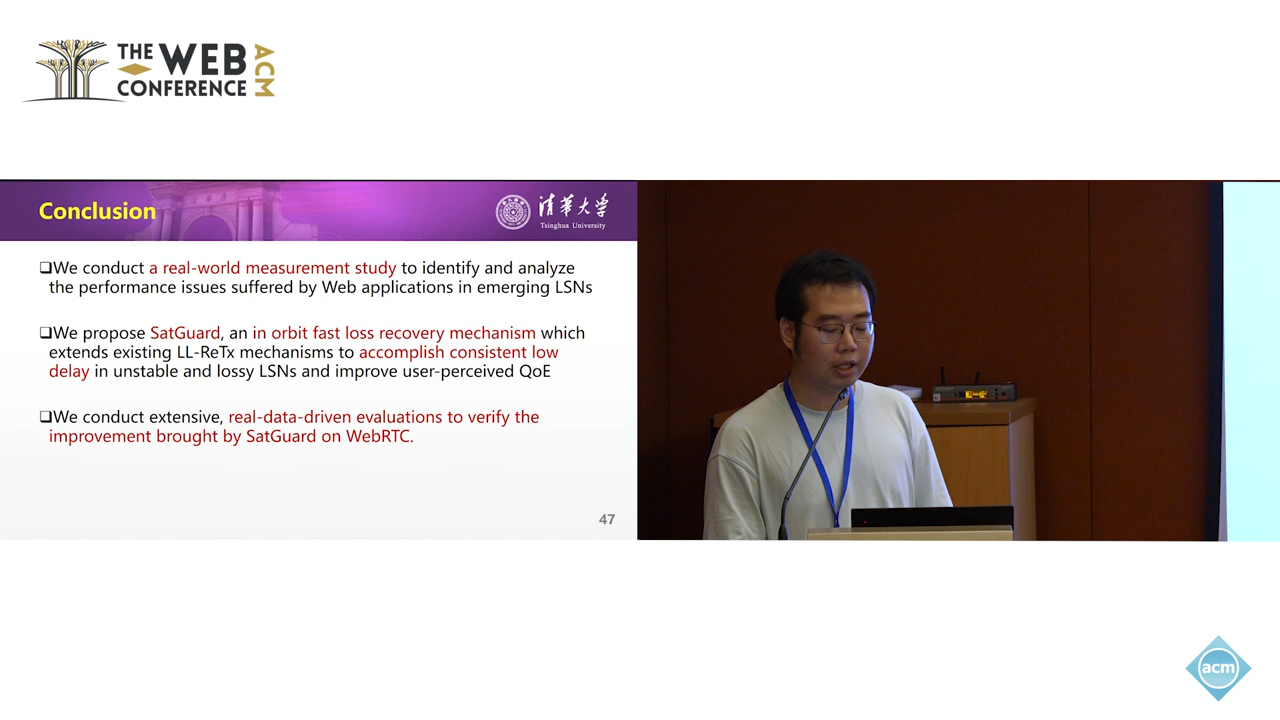 THE WEB
CONFERENCE
ACM
Conclusion
清华大学
Tsinghua University
❑We conduct a real-world measurement study to identify and analyze
the performance issues suffered by Web applications in emerging LSNs
❑We propose SatGuard, an in orbit fast loss recovery mechanism which
extends existing LL-ReTx mechanisms to accomplish consistent low
delay in unstable and lossy LSNs and improve user-perceived QoE
❑We conduct extensive, real-data-driven evaluations to verify the
improvement brought by SatGuard on WebRTC.
47
acm